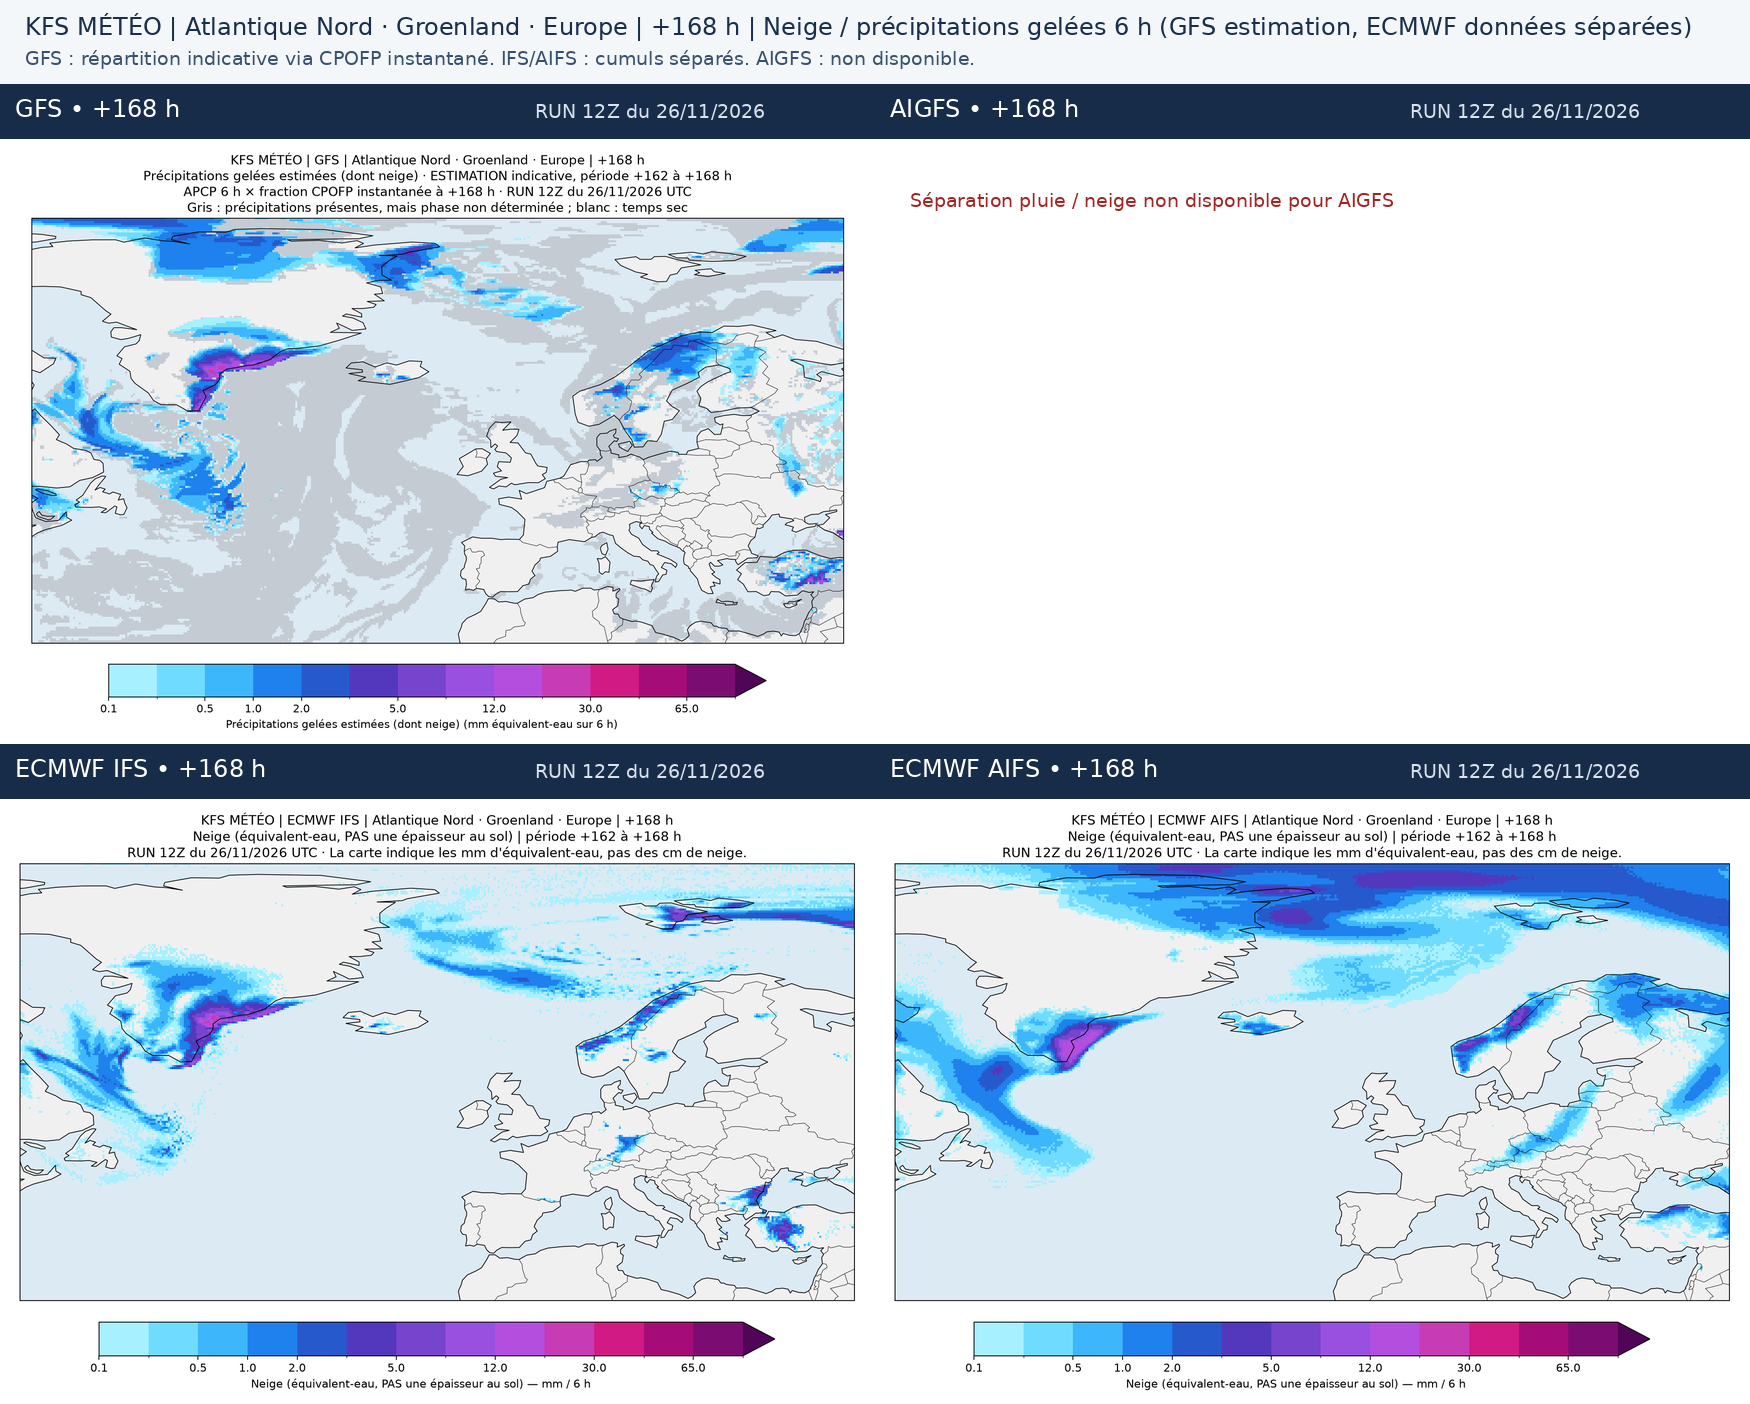 KFS MÉTÉO | Atlantique Nord · Groenland · Europe | +168 h | Neige / précipitations gelées 6 h (GFS estimation, ECMWF données séparées)
GFS : répartition indicative via CPOFP instantané. IFS/AIFS : cumuls séparés. AIGFS : non disponible.
GFS • +168 h
RUN 12Z du 26/11/2026
AIGFS • +168 h
RUN 12Z du 26/11/2026
KFS MÉTÉO | GFS | Atlantique Nord · Groenland · Europe | +168 h
Précipitations gelées estimées (dont neige) · ESTIMATION indicative, période +162 à +168 h
APCP 6 h × fraction CPOFP instantanée à +168 h · RUN 12Z du 26/11/2026 UTC
Gris : précipitations présentes, mais phase non déterminée ; blanc : temps sec
Séparation pluie / neige non disponible pour AIGFS
0.1 0.5 1.0 2.0 5.0 12.0 30.0 65.0
Précipitations gelées estimées (dont neige) (mm équivalent-eau sur 6 h)
ECMWF IFS • +168 h
RUN 12Z du 26/11/2026
ECMWF AIFS • +168 h
RUN 12Z du 26/11/2026
KFS MÉTÉO | ECMWF IFS | Atlantique Nord · Groenland · Europe | +168 h
Neige (équivalent-eau, PAS une épaisseur au sol) | période +162 à +168 h
RUN 12Z du 26/11/2026 UTC · La carte indique les mm d'équivalent-eau, pas des cm de neige.
KFS MÉTÉO | ECMWF AIFS | Atlantique Nord · Groenland · Europe | +168 h
Neige (équivalent-eau, PAS une épaisseur au sol) | période +162 à +168 h
RUN 12Z du 26/11/2026 UTC · La carte indique les mm d'équivalent-eau, pas des cm de neige.
0.1 0.5 1.0 2.0 5.0 12.0 30.0 65.0
Neige (équivalent-eau, PAS une épaisseur au sol) — mm / 6 h
0.1 0.5 1.0 2.0 5.0 12.0 30.0 65.0
Neige (équivalent-eau, PAS une épaisseur au sol) — mm / 6 h